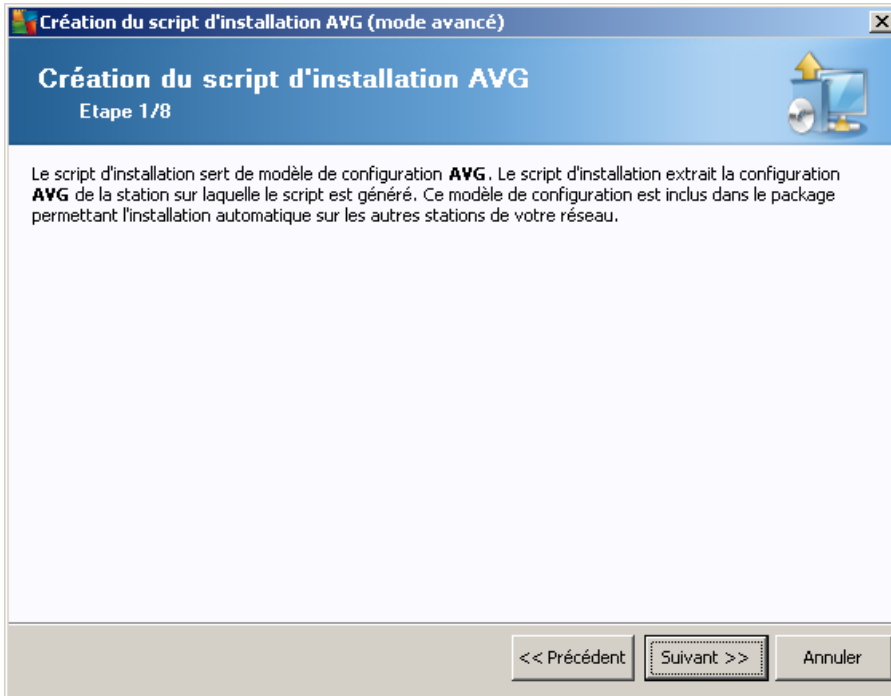 Création du script d'installation AVG (mode avancé)
Création du script d'installation AVG
Etape 1/8
Le script d'installation sert de modèle de configuration AVG. Le script d'installation extrait la configuration
AVG de la station sur laquelle le script est généré. Ce modèle de configuration est inclus dans le package
permettant l'installation automatique sur les autres stations de votre réseau.
<< Précédent
Suivant >>
Annuler